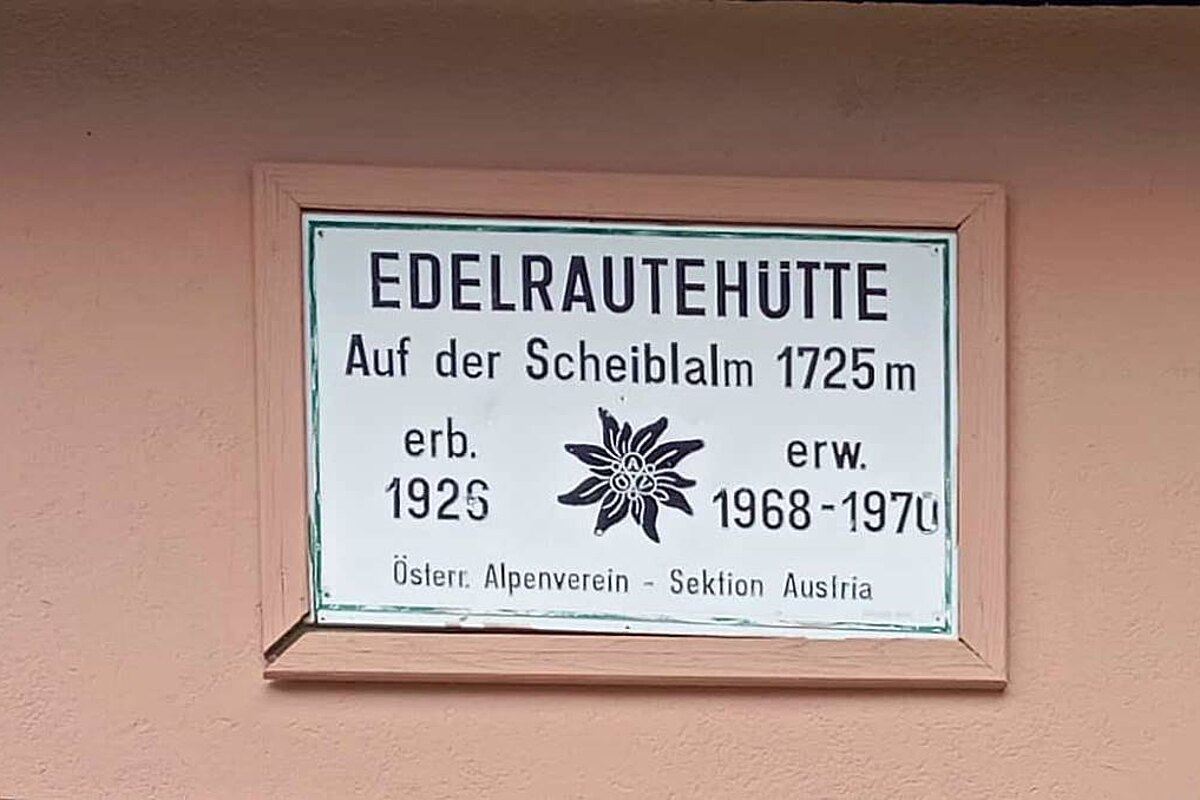 EDELRAUTEHÜTTE
Auf der Scheiblalm 1725 m
erb. erw.
1926 1968-1970
Österr. Alpenverein - Sektion Austria